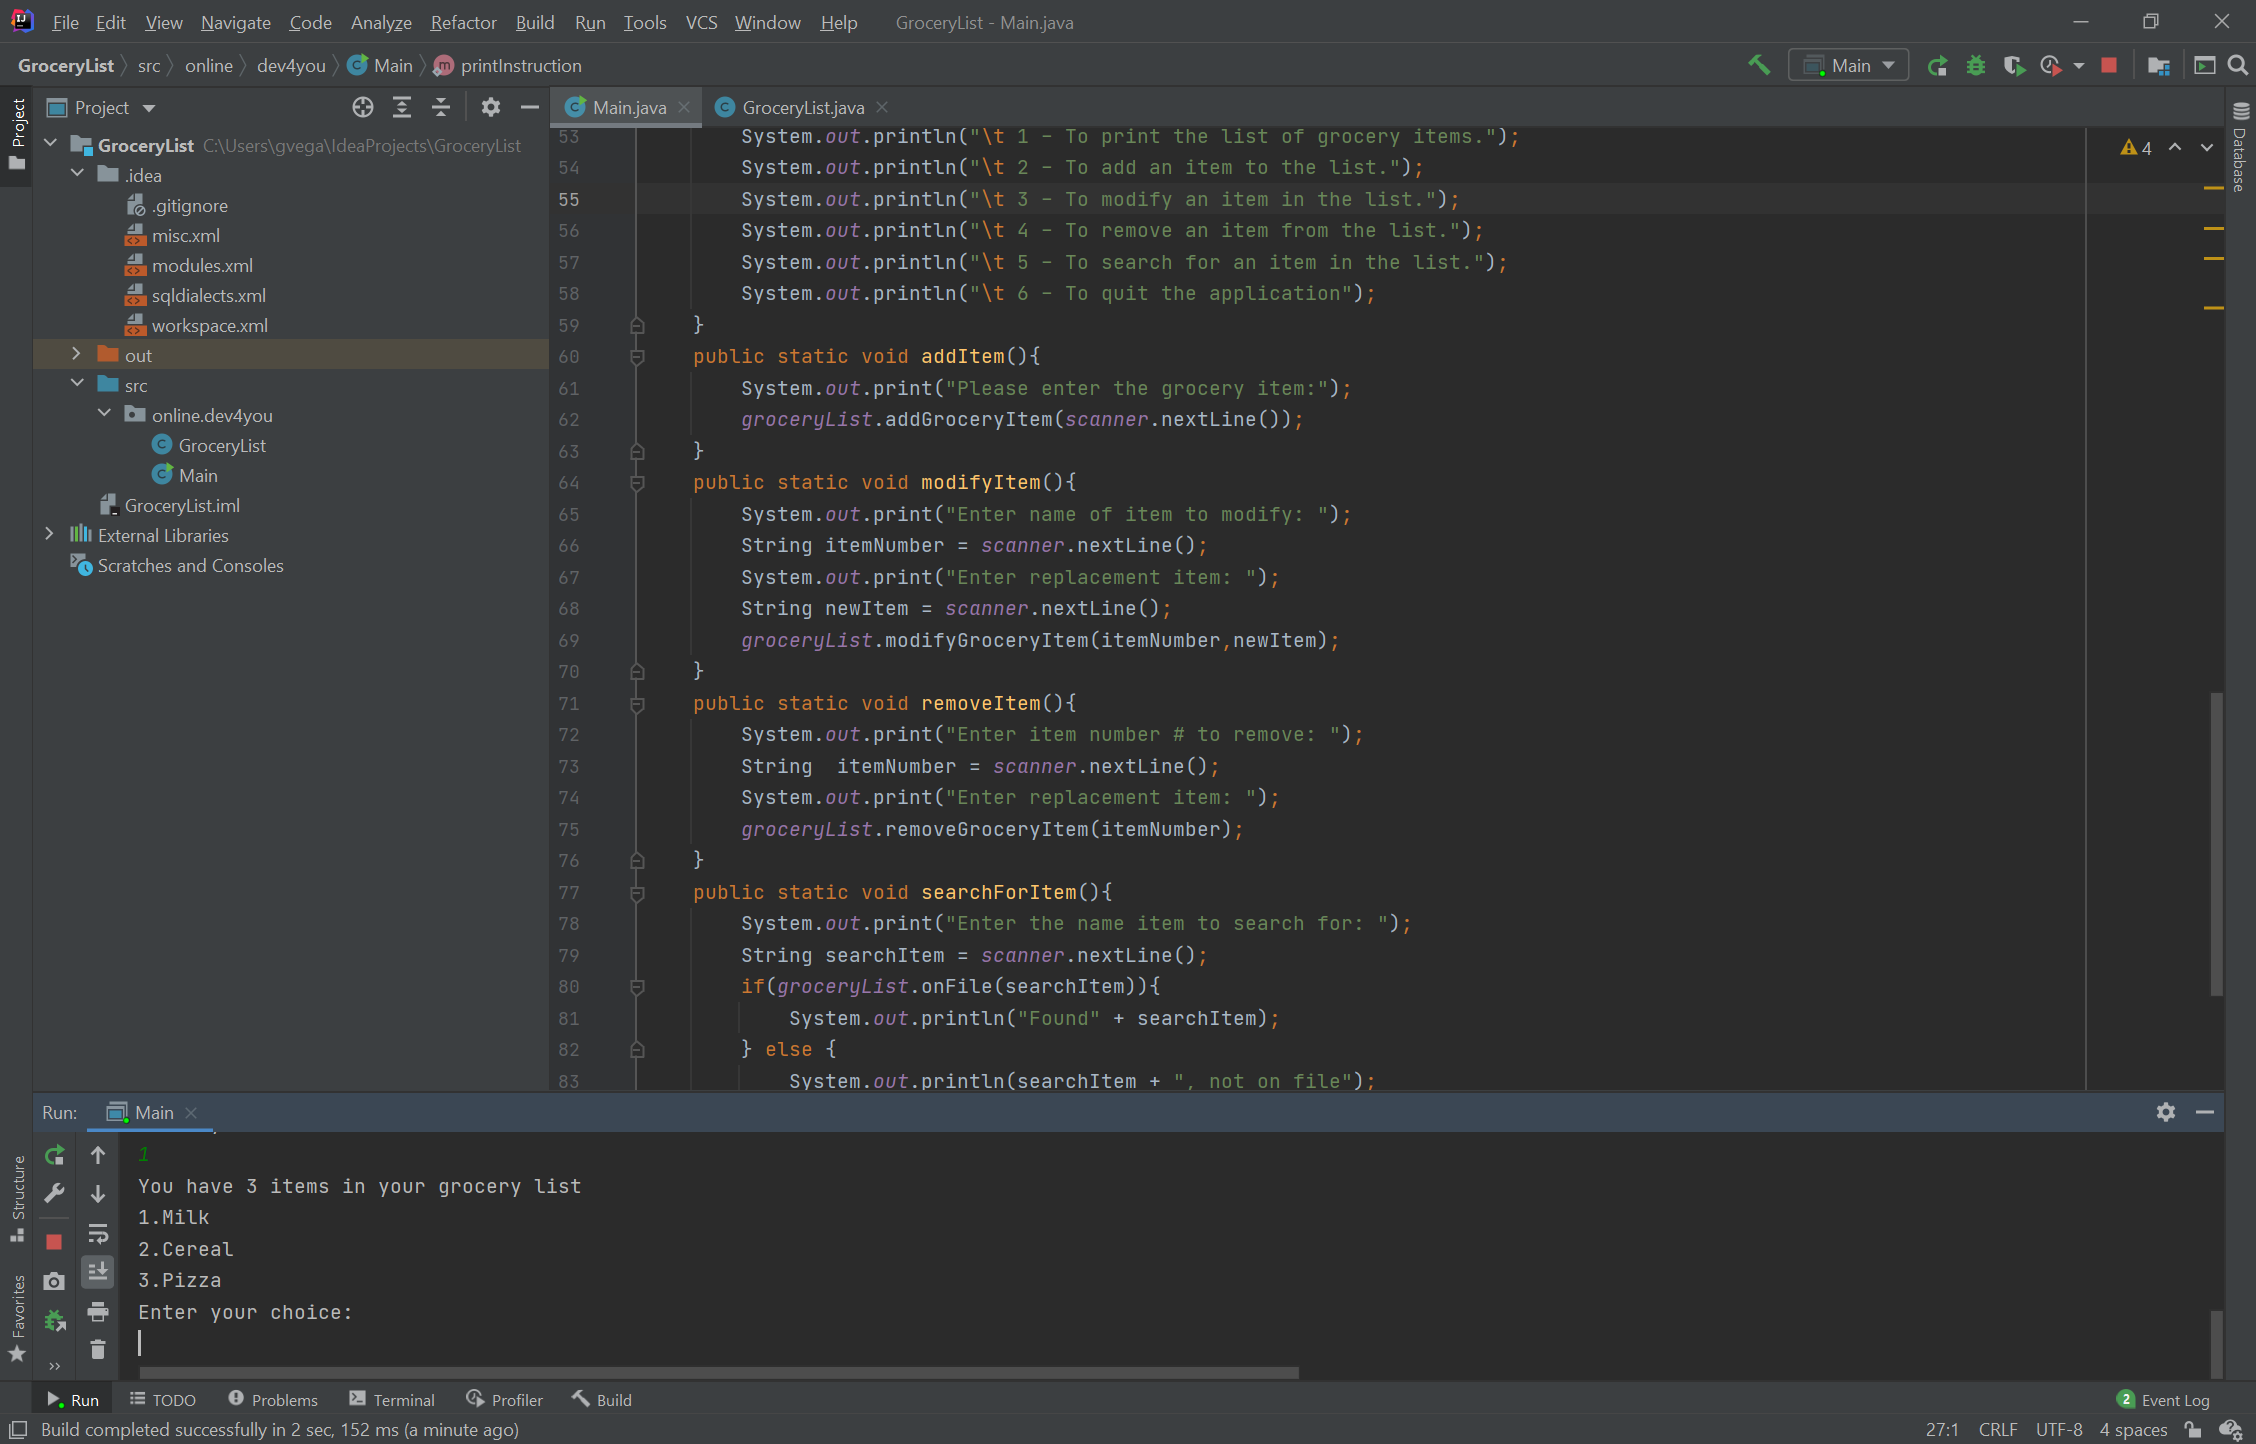 File Edit View Navigate Code Analyze Refactor Build Run Tools VCS Window Help GroceryList - Main.java
GroceryList src online dev4you Main printInstruction
Main
Project
Main.java
GroceryList.java
Project
Database
GroceryList C:\Users\gvega\IdeaProjects\GroceryList
.idea
.gitignore
misc.xml
modules.xml
sqldialects.xml
workspace.xml
out
src
online.dev4you
GroceryList
Main
GroceryList.iml
External Libraries
Scratches and Consoles
4
53 System.out.println("\t 1 - To print the list of grocery items.");
54 System.out.println("\t 2 - To add an item to the list.");
55 System.out.println("\t 3 - To modify an item in the list.");
56 System.out.println("\t 4 - To remove an item from the list.");
57 System.out.println("\t 5 - To search for an item in the list.");
58 System.out.println("\t 6 - To quit the application");
59 }
60 public static void addItem(){
61 System.out.print("Please enter the grocery item:");
62 groceryList.addGroceryItem(scanner.nextLine());
63 }
64 public static void modifyItem(){
65 System.out.print("Enter name of item to modify: ");
66 String itemNumber = scanner.nextLine();
67 System.out.print("Enter replacement item: ");
68 String newItem = scanner.nextLine();
69 groceryList.modifyGroceryItem(itemNumber,newItem);
70 }
71 public static void removeItem(){
72 System.out.print("Enter item number # to remove: ");
73 String  itemNumber = scanner.nextLine();
74 System.out.print("Enter replacement item: ");
75 groceryList.removeGroceryItem(itemNumber);
76 }
77 public static void searchForItem(){
78 System.out.print("Enter the name item to search for: ");
79 String searchItem = scanner.nextLine();
80 if(groceryList.onFile(searchItem)){
81 System.out.println("Found" + searchItem);
82 } else {
83 System.out.println(searchItem + ", not on file");
Run: Main
1
You have 3 items in your grocery list
1.Milk
2.Cereal
3.Pizza
Enter your choice:
Structure
Favorites
Run TODO Problems Terminal Profiler Build 2 Event Log
Build completed successfully in 2 sec, 152 ms (a minute ago) 27:1 CRLF UTF-8 4 spaces